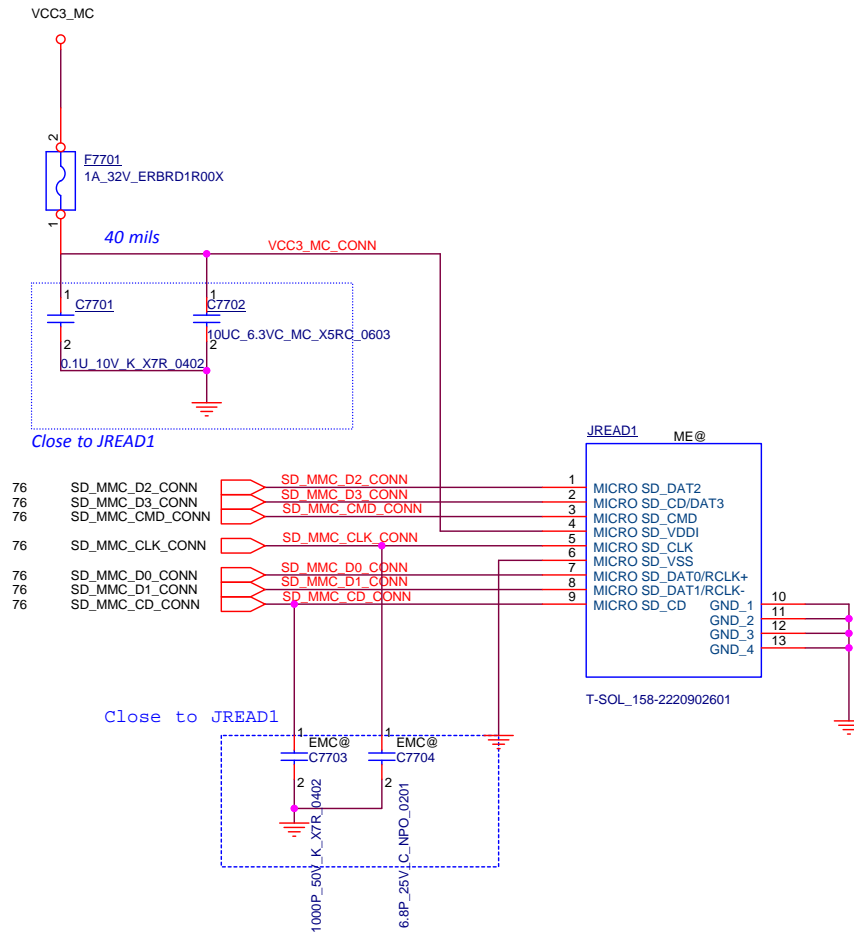 VCC3_MC
2
F7701
1A_32V_ERBRD1R00X
1
40 mils
VCC3_MC_CONN
1
C7701
1
C7702
2
10UC_6.3VC_MC_X5RC_0603
2
0.1U_10V_K_X7R_0402
Close to JREAD1
JREAD1
ME@
76 SD_MMC_D2_CONN SD_MMC_D2_CONN 1 MICRO SD_DAT2
76 SD_MMC_D3_CONN SD_MMC_D3_CONN 2 MICRO SD_CD/DAT3
76 SD_MMC_CMD_CONN SD_MMC_CMD_CONN 3 MICRO SD_CMD
4 MICRO SD_VDDI
76 SD_MMC_CLK_CONN SD_MMC_CLK_CONN 5 MICRO SD_CLK
6 MICRO SD_VSS
76 SD_MMC_D0_CONN SD_MMC_D0_CONN 7 MICRO SD_DAT0/RCLK+
76 SD_MMC_D1_CONN SD_MMC_D1_CONN 8 MICRO SD_DAT1/RCLK-
76 SD_MMC_CD_CONN SD_MMC_CD_CONN 9 MICRO SD_CD GND_1 10
GND_2 11
GND_3 12
GND_4 13
T-SOL_158-2220902601
Close to JREAD1
1
EMC@
C7703
2
1000P_50V_K_X7R_0402
1
EMC@
C7704
2
6.8P_25V_C_NPO_0201